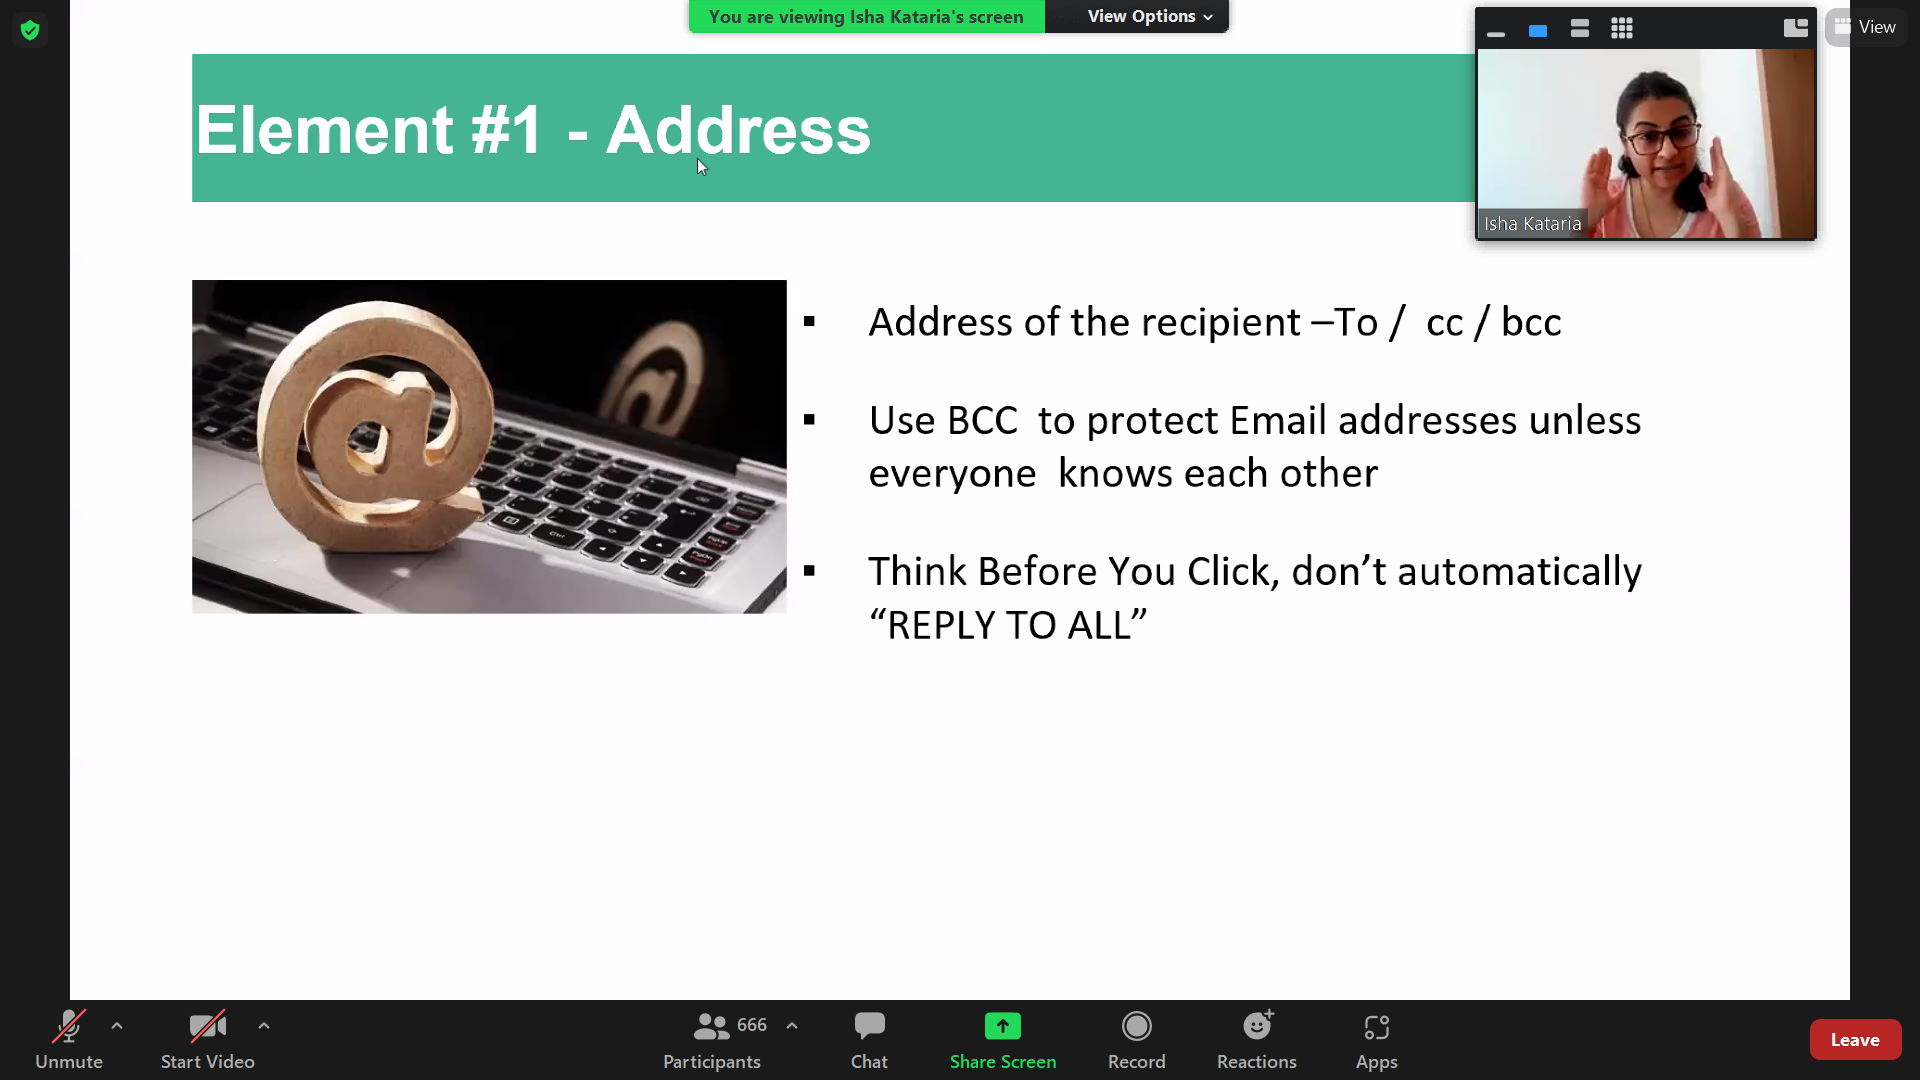 You are viewing Isha Kataria's screen
View Options
View
Element #1 - Address
Isha Kataria
▪ Address of the recipient –To /  cc / bcc
▪ Use BCC  to protect Email addresses unless
everyone  knows each other
▪ Think Before You Click, don’t automatically
“REPLY TO ALL”
Unmute
Start Video
666
Participants
Chat
Share Screen
Record
Reactions
Apps
Leave